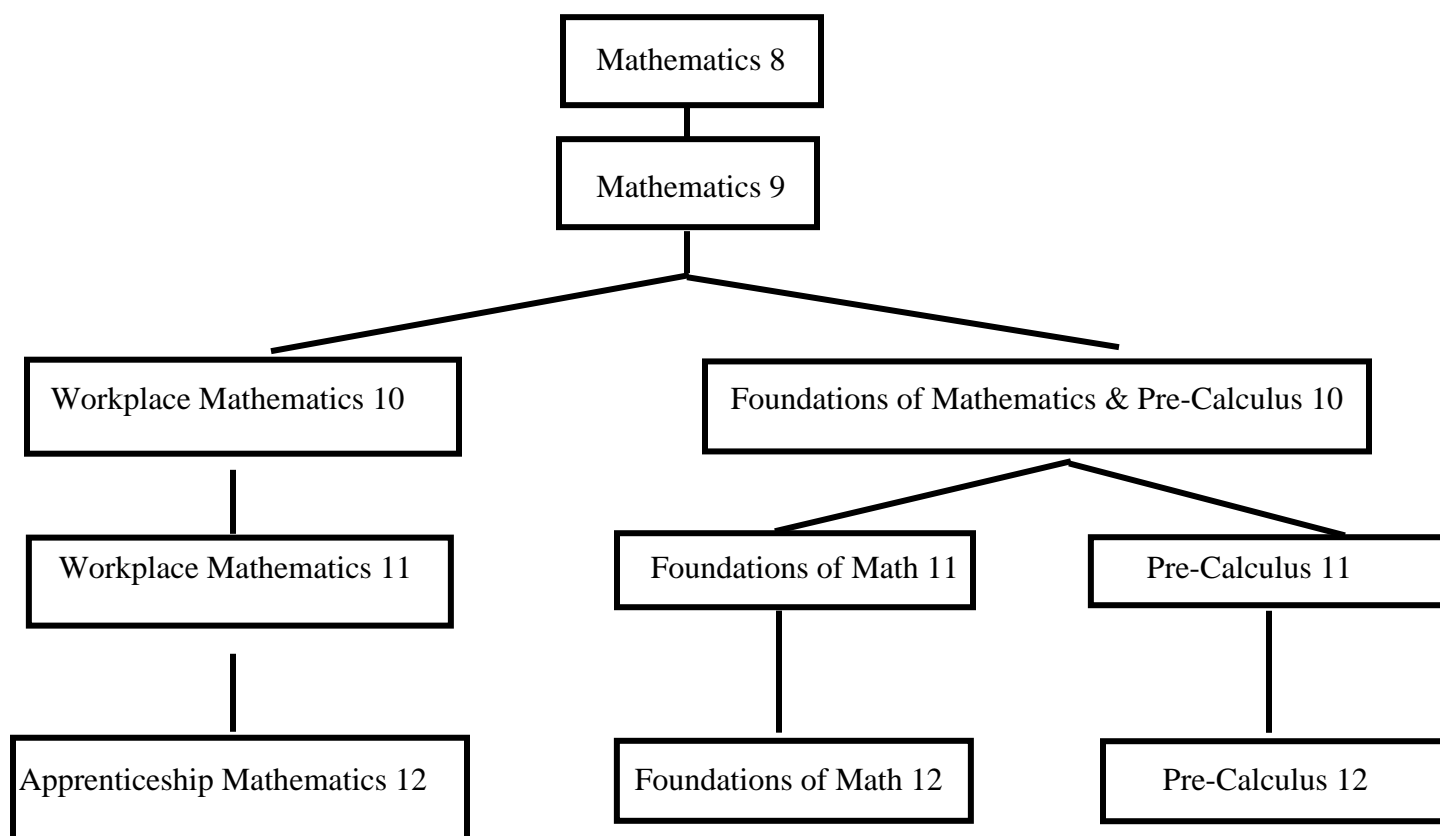 Mathematics 8
Mathematics 9
Workplace Mathematics 10
Foundations of Mathematics & Pre-Calculus 10
Workplace Mathematics 11
Foundations of Math 11
Pre-Calculus 11
Apprenticeship Mathematics 12
Foundations of Math 12
Pre-Calculus 12